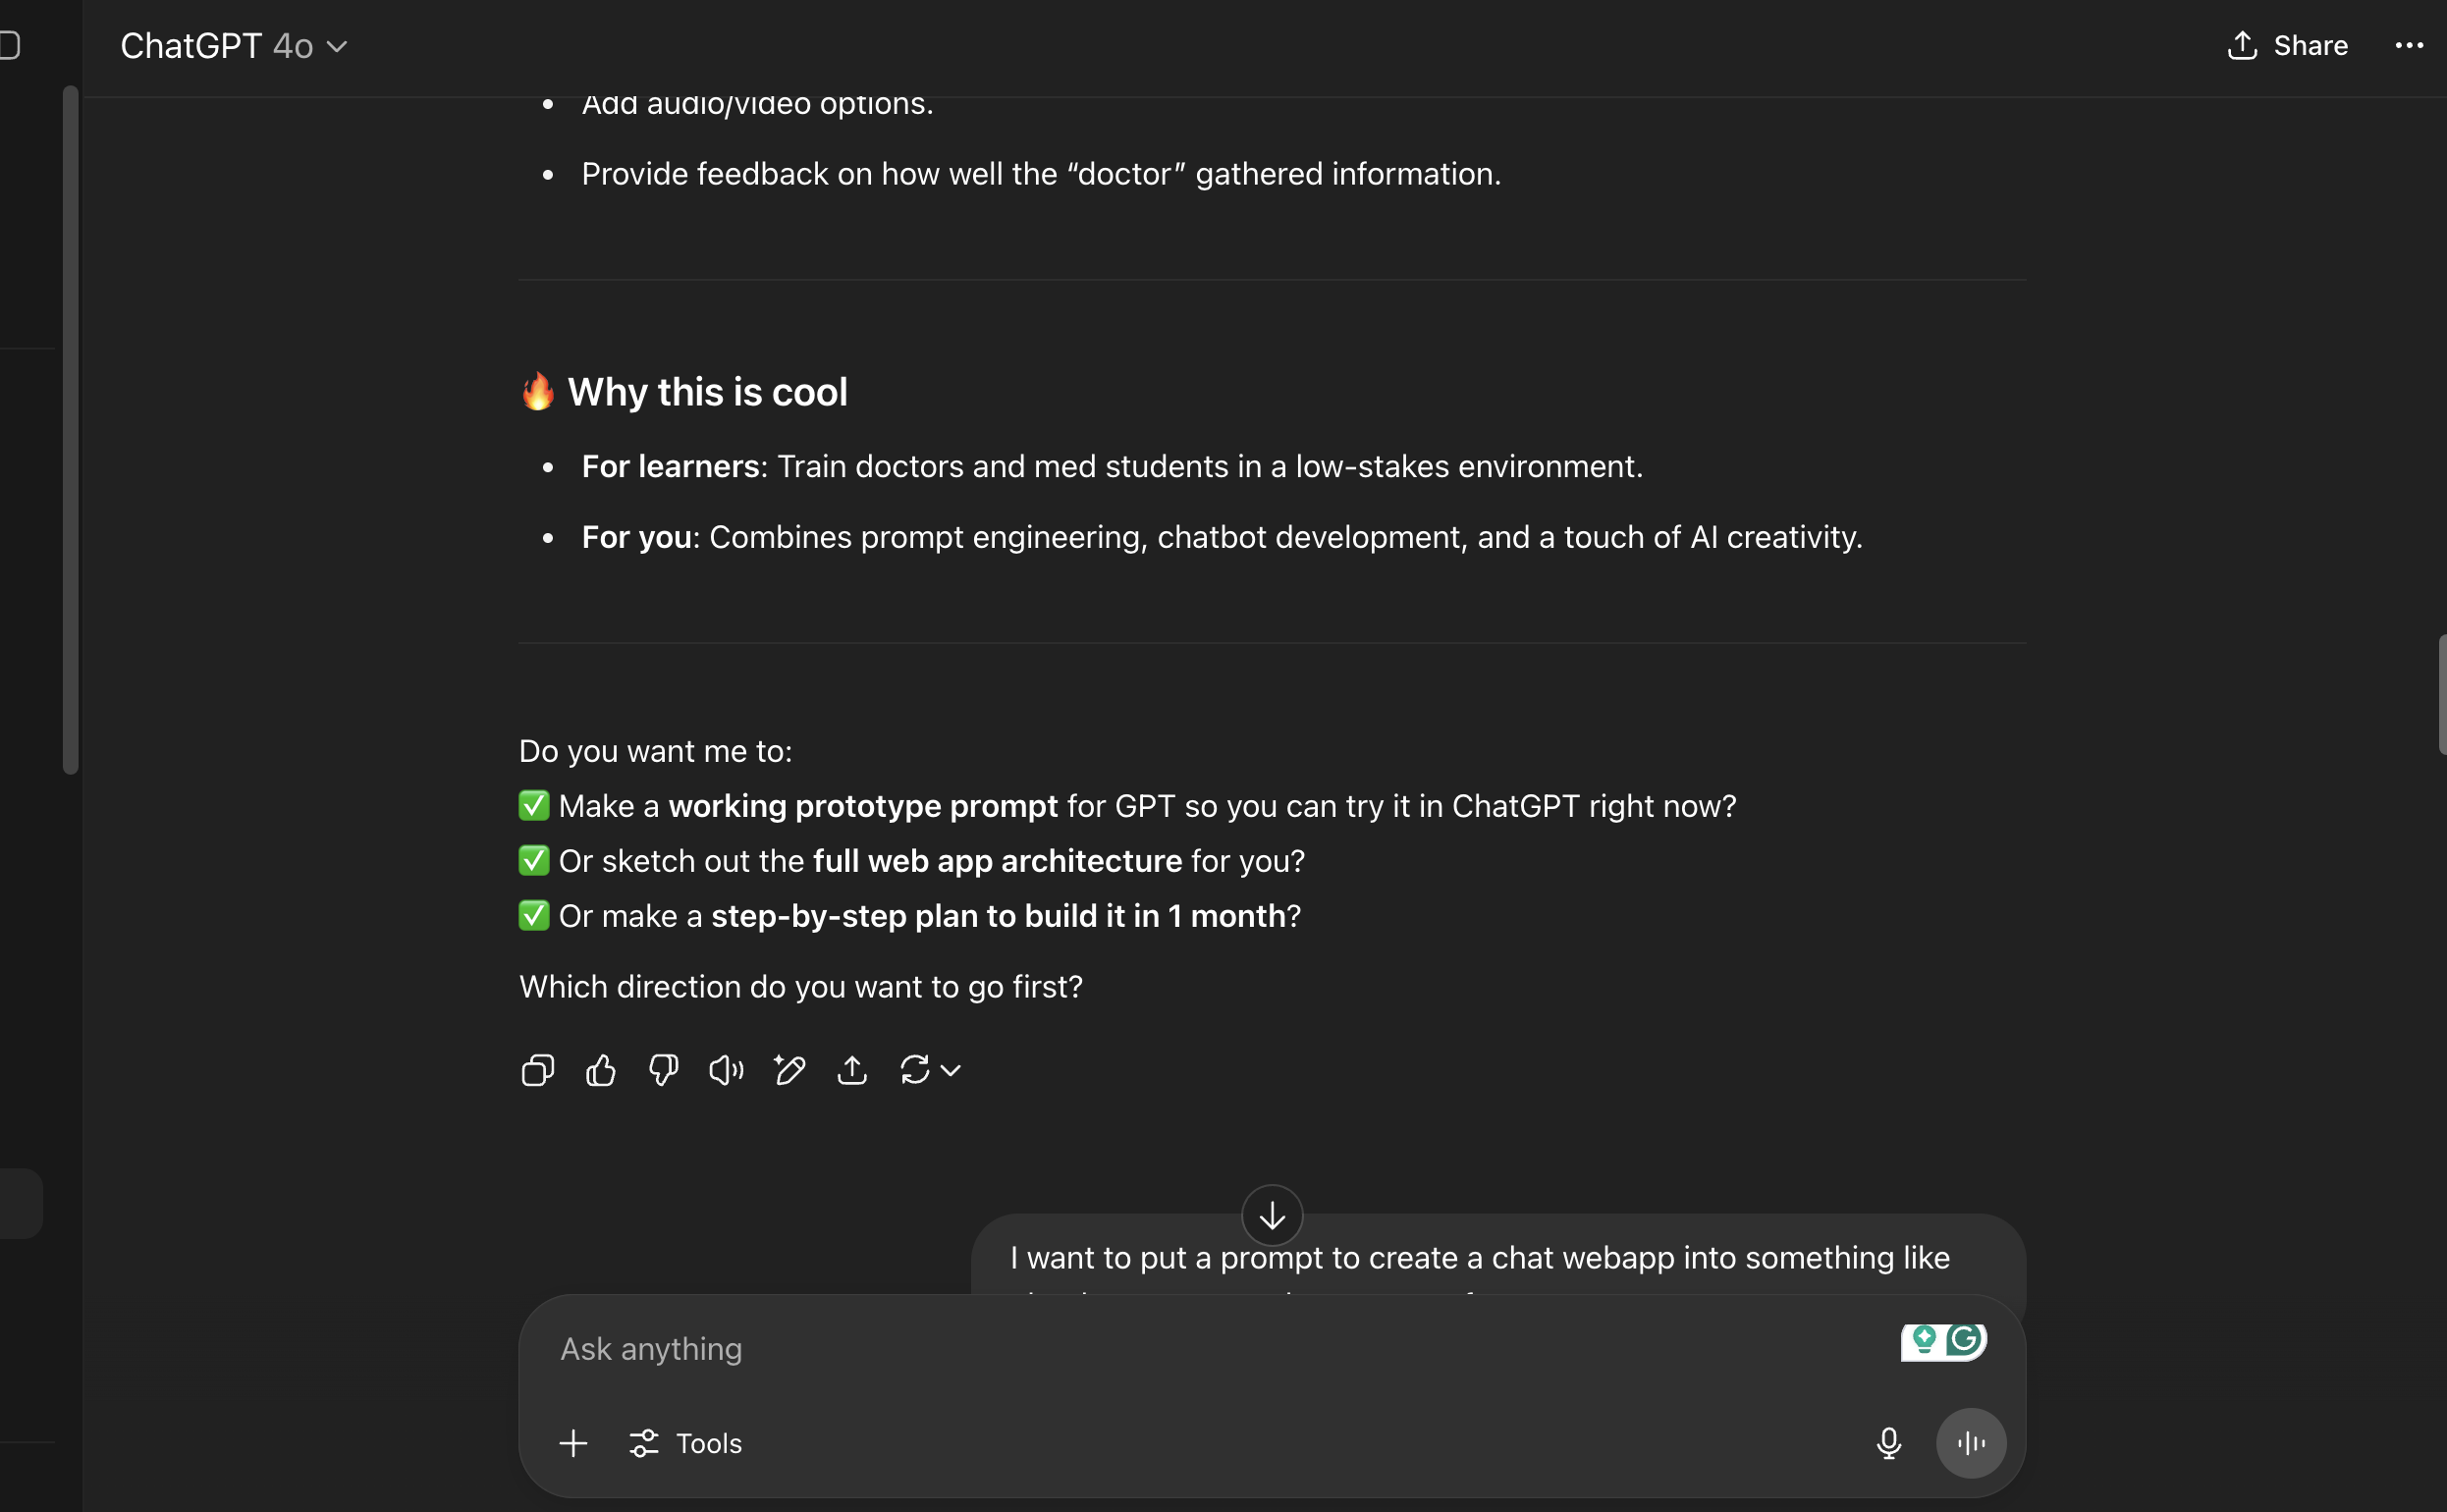 ChatGPT 4o
Share
Add audio/video options.
Provide feedback on how well the “doctor” gathered information.
🔥 Why this is cool
For learners: Train doctors and med students in a low-stakes environment.
For you: Combines prompt engineering, chatbot development, and a touch of AI creativity.
Do you want me to:
✅ Make a working prototype prompt for GPT so you can try it in ChatGPT right now?
✅ Or sketch out the full web app architecture for you?
✅ Or make a step-by-step plan to build it in 1 month?
Which direction do you want to go first?
I want to put a prompt to create a chat webapp into something like
Ask anything
Tools